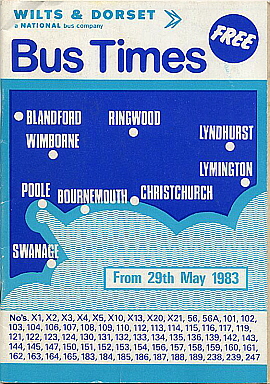 WILTS & DORSET
a NATIONAL bus company
Bus Times
FREE
BLANDFORD
RINGWOOD
WIMBORNE
LYNDHURST
LYMINGTON
POOLE
BOURNEMOUTH
CHRISTCHURCH
SWANAGE
From 29th May 1983
No's. X1, X2, X3, X4, X5, X10, X13, X20, X21, 56, 56A, 101, 102,
103, 104, 106, 107, 108, 109, 110, 112, 113, 114, 115, 116, 117, 119,
121, 122, 123, 124, 130, 131, 132, 133, 134, 135, 136, 139, 142, 143,
144, 145, 147, 150, 151, 152, 153, 154, 156, 157, 158, 159, 160, 161,
162, 163, 164, 165, 183, 184, 185, 186, 187, 188, 189, 238, 239, 247